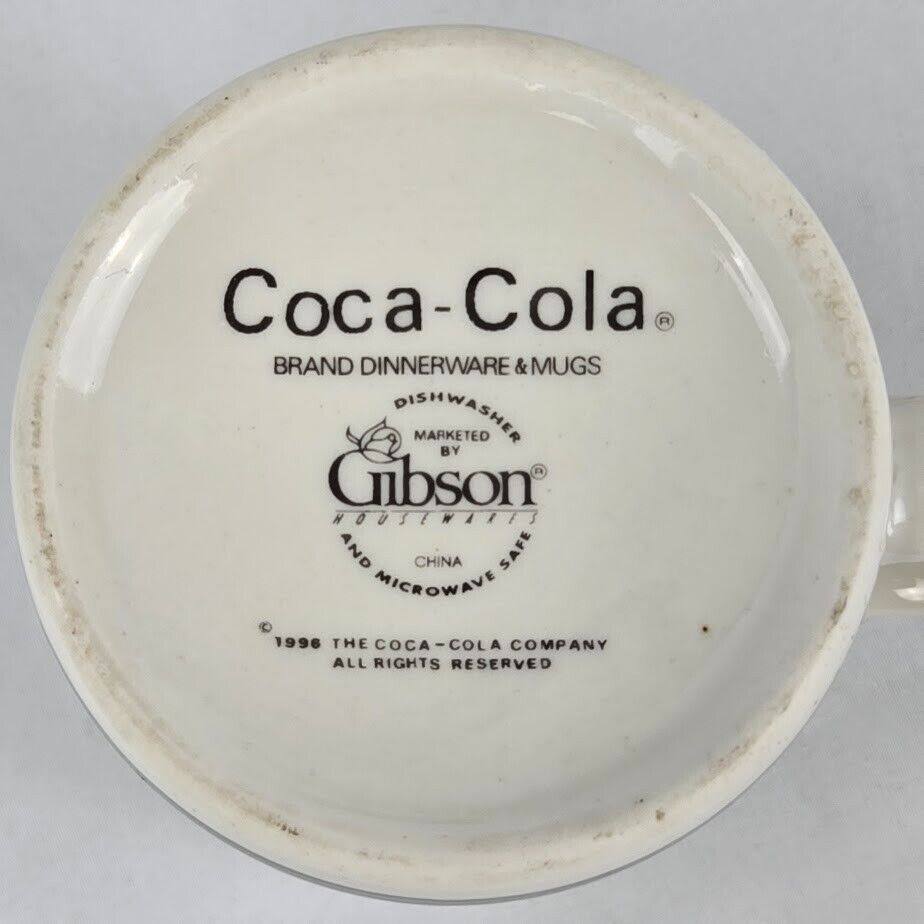 Coca-Cola®
BRAND DINNERWARE & MUGS
DISHWASHER
MARKETED
BY
Gibson®
HOUSEWARES
CHINA
AND MICROWAVE SAFE
© 1996 THE COCA-COLA COMPANY
ALL RIGHTS RESERVED